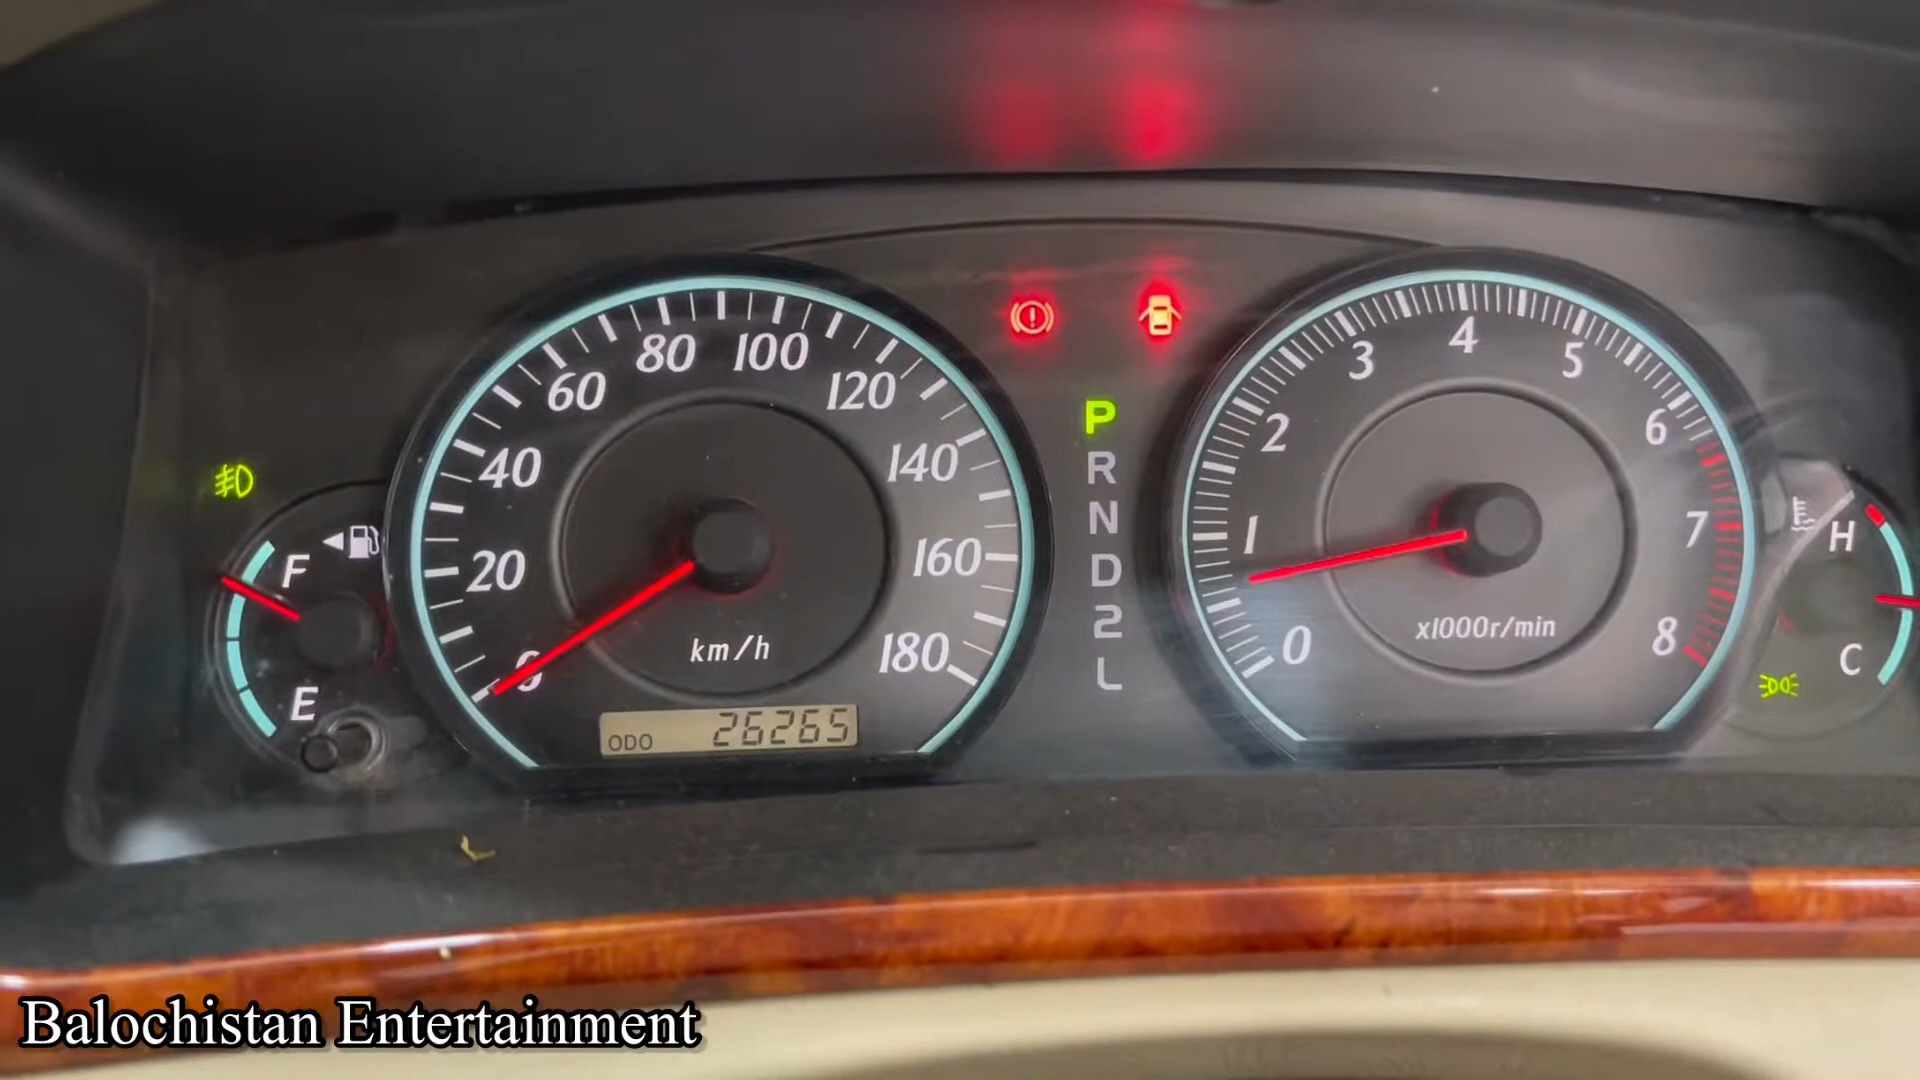 80 100
60 120
40 140
20 160
0 180
km/h
ODO 26265
P
R
N
D
2
L
4
3 5
2 6
1 7
0 8
x1000r/min
F
E
H
C
Balochistan Entertainment